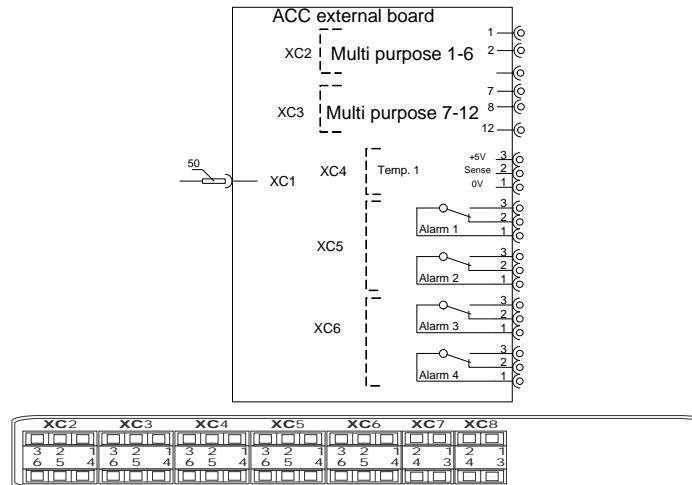 ACC external board
XC2 Multi purpose 1-6
1
2
XC3 Multi purpose 7-12
7
8
12
50
XC1
XC4 Temp. 1
+5V 3
Sense 2
0V 1
XC5
3
2
Alarm 1 1
3
2
Alarm 2 1
XC6
3
2
Alarm 3 1
3
2
Alarm 4 1
XC2 XC3 XC4 XC5 XC6 XC7 XC8
3 2 1 3 2 1 3 2 1 3 2 1 3 2 1 2 1 2 1
6 5 4 6 5 4 6 5 4 6 5 4 6 5 4 4 3 4 3